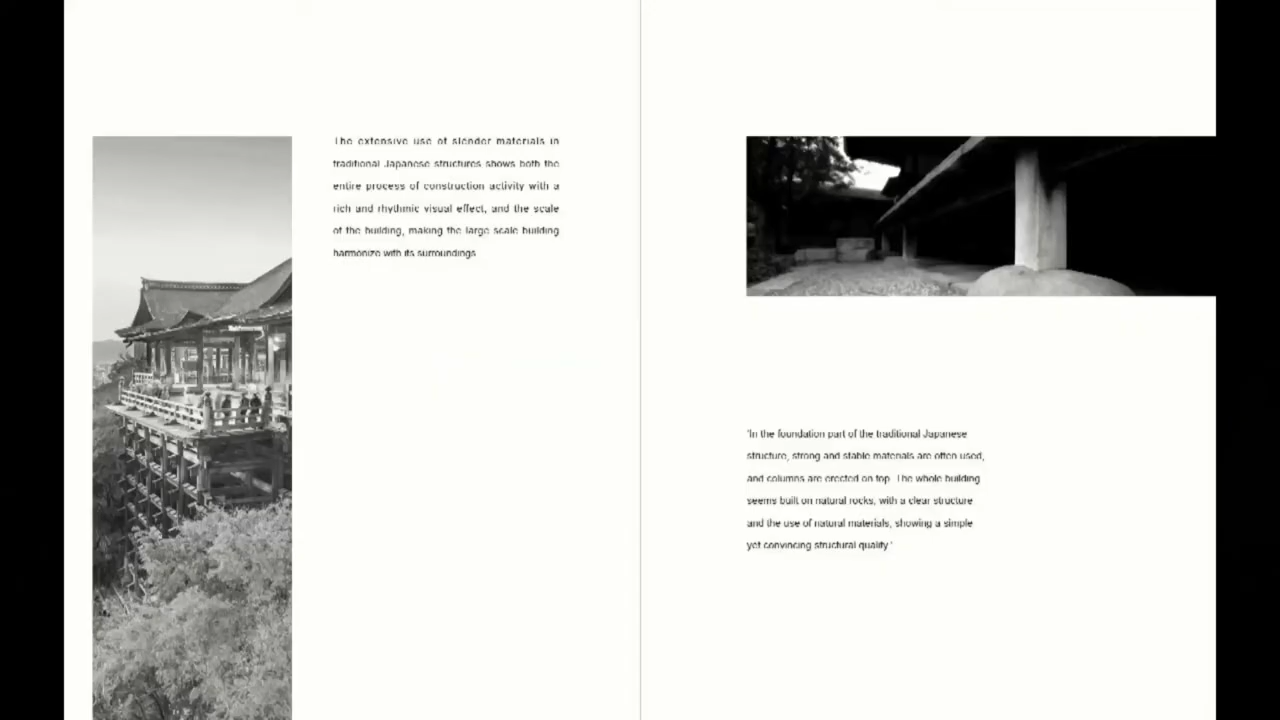 The extensive use of slender materials in
traditional Japanese structures shows both the
entire process of construction activity with a
rich and rhythmic visual effect, and the scale
of the building, making the large scale building
harmonize with its surroundings
'In the foundation part of the traditional Japanese
structure, strong and stable materials are often used,
and columns are erected on top. The whole building
seems built on natural rocks, with a clear structure
and the use of natural materials, showing a simple
yet convincing structural quality.'